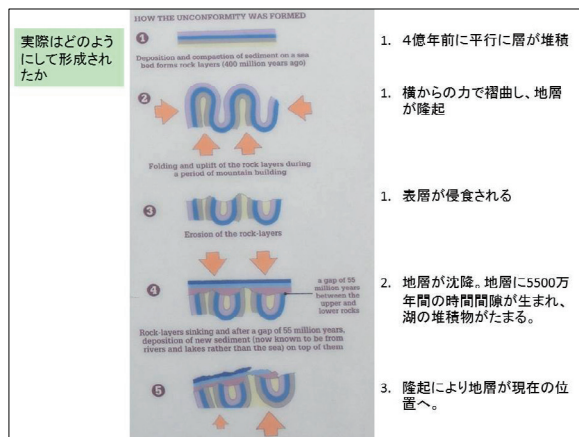 実際はどのよう
にして形成され
たか
HOW THE UNCONFORMITY WAS FORMED
1
Deposition and compaction of sediment on a sea
bed forms rock layers (400 million years ago)
2
Folding and uplift of the rock layers during
a period of mountain building
3
Erosion of the rock-layers
4
a gap of 55
million years
between the
upper and
lower rocks
Rock-layers sinking and after a gap of 55 million years,
deposition of new sediment (now known to be from
rivers and lakes rather than the sea) on top of them
5
1. 4億年前に平行に層が堆積
1. 横からの力で褶曲し、地層
が隆起
1. 表層が侵食される
2. 地層が沈降。地層に5500万
年間の時間間隙が生まれ、
湖の堆積物がたまる。
3. 隆起により地層が現在の位
置へ。